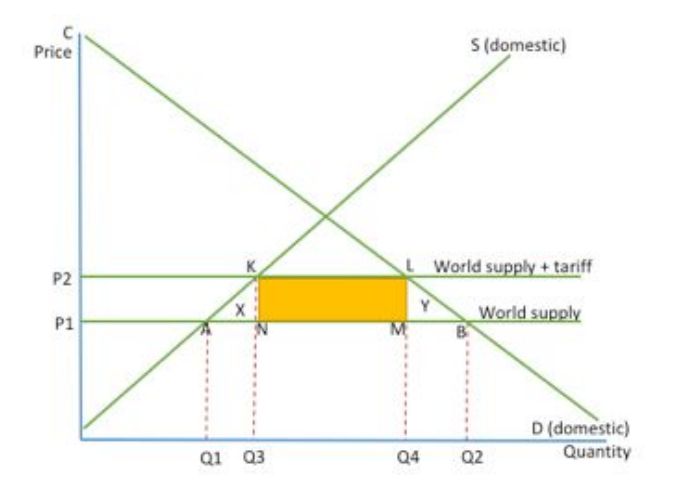 C
Price
S (domestic)
K
L
World supply + tariff
P2
X
Y
World supply
P1
A
N
M
B
D (domestic)
Quantity
Q1
Q3
Q4
Q2